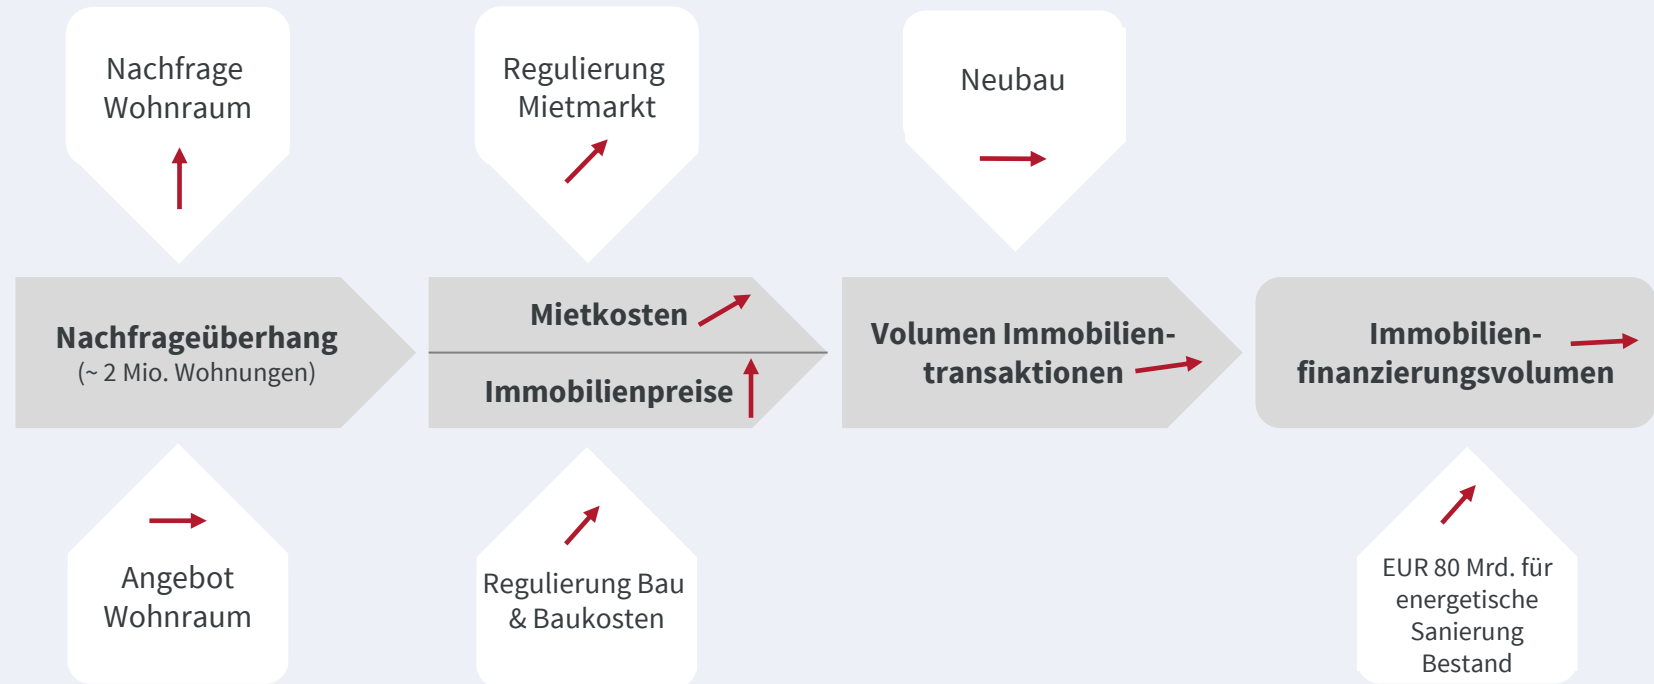 Nachfrage
Wohnraum
Regulierung
Mietmarkt
Neubau
Nachfrageüberhang
(~ 2 Mio. Wohnungen)
Mietkosten
Immobilienpreise
Volumen Immobilien-
transaktionen
Immobilien-
finanzierungsvolumen
Angebot
Wohnraum
Regulierung Bau
& Baukosten
EUR 80 Mrd. für
energetische
Sanierung
Bestand